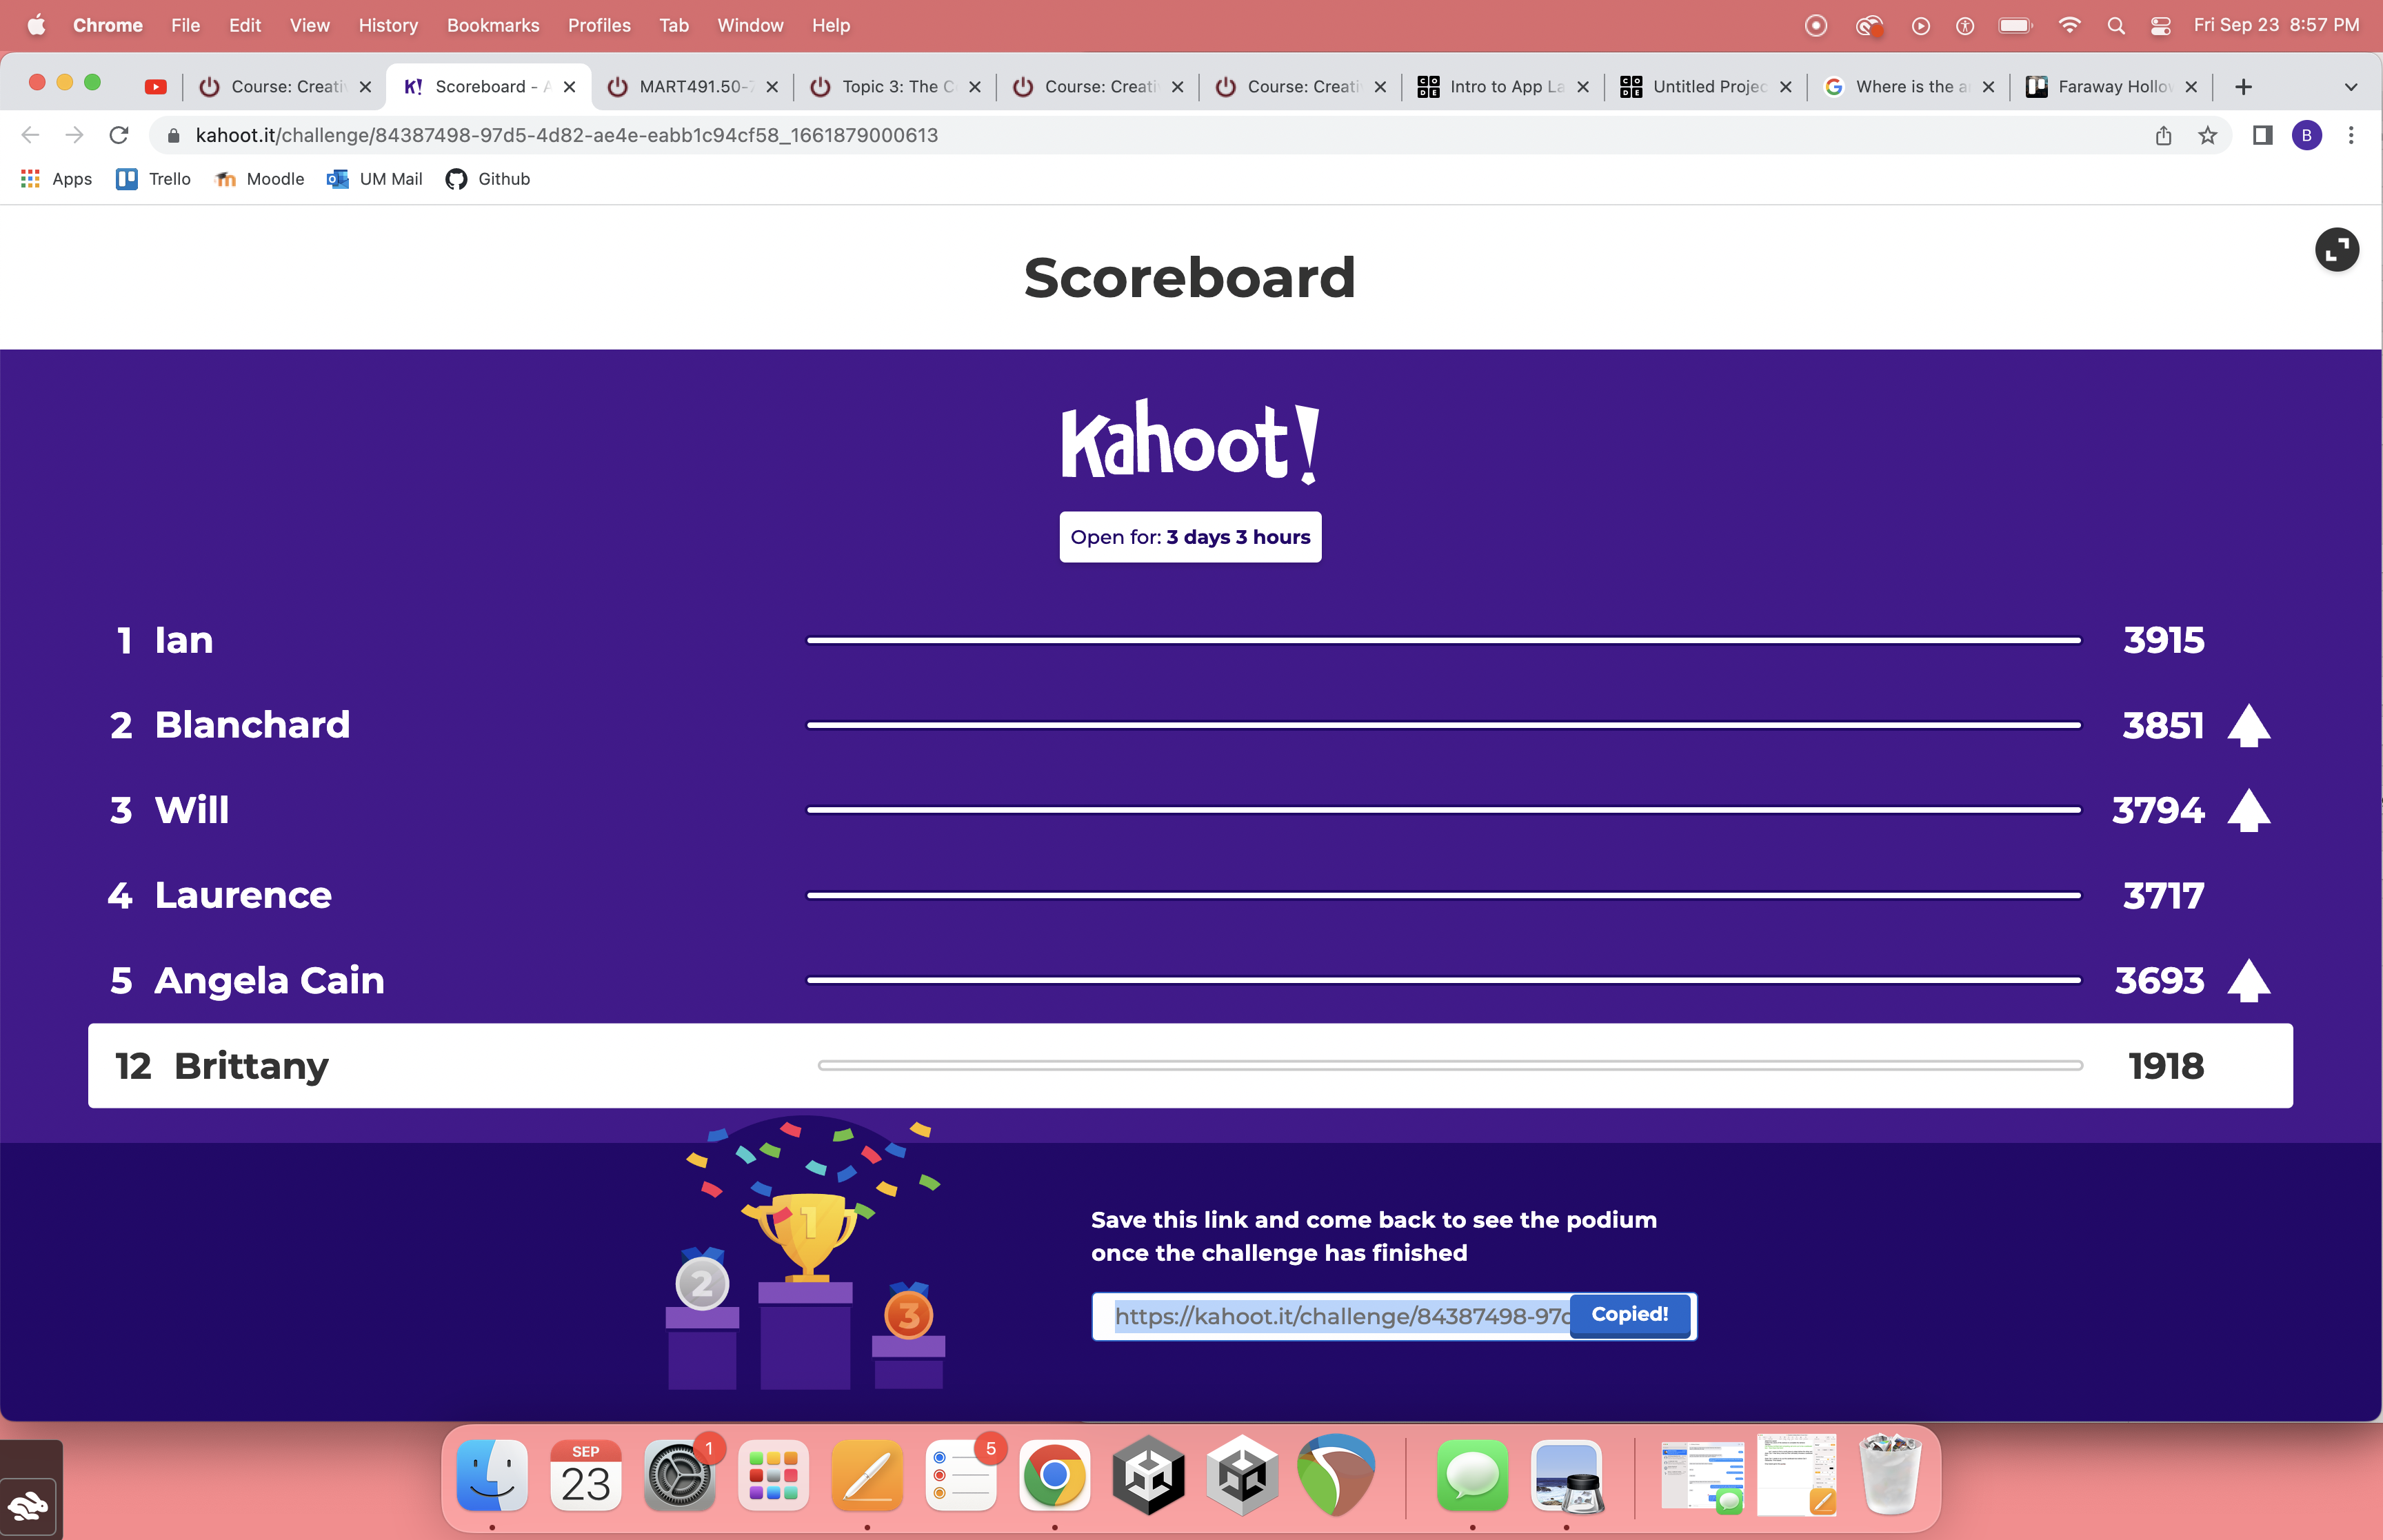 Chrome File Edit View History Bookmarks Profiles Tab Window Help Fri Sep 23 8:57 PM
Course: Creati K! Scoreboard - A MART491.50- Topic 3: The C Course: Creati Course: Creati CODE Intro to App La CODE Untitled Projec G Where is the a Faraway Hollo
kahoot.it/challenge/84387498-97d5-4d82-ae4e-eabb1c94cf58_1661879000613 B
Apps Trello Moodle UM Mail Github
Scoreboard
Kahoot!
Open for: 3 days 3 hours
1 Ian 3915
2 Blanchard 3851
3 Will 3794
4 Laurence 3717
5 Angela Cain 3693
12 Brittany 1918
1
2
3
Save this link and come back to see the podium
once the challenge has finished
https://kahoot.it/challenge/84387498-97d Copied!
SEP
23
1
5